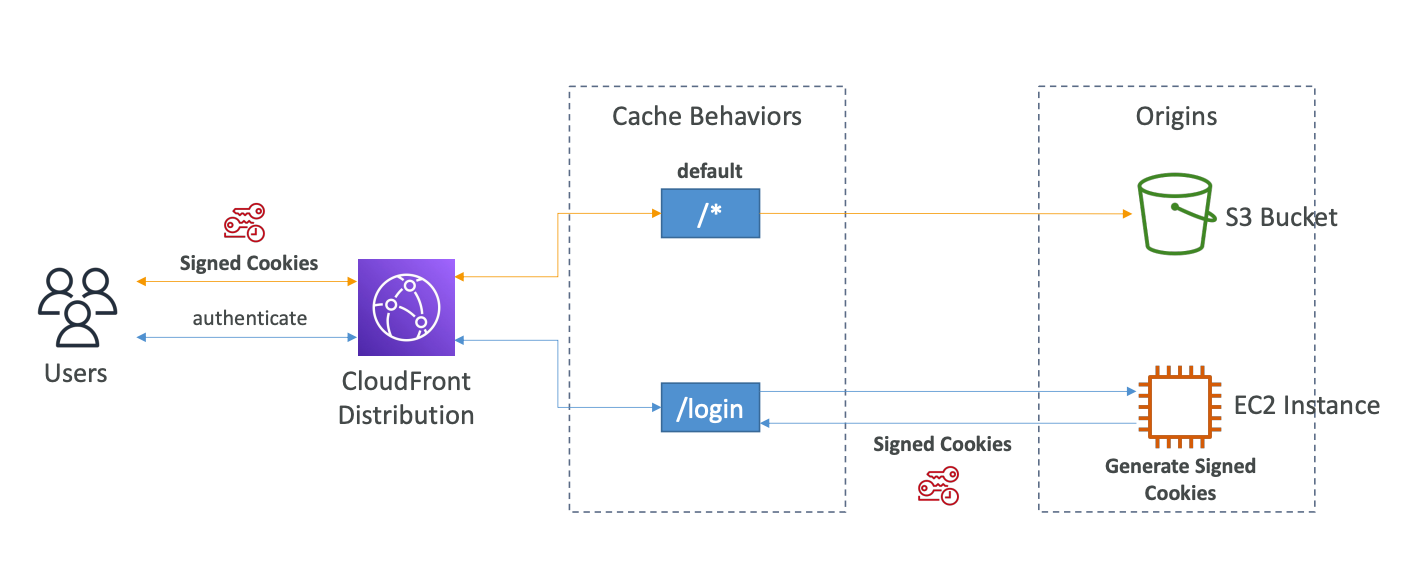 Cache Behaviors
Origins
default
/*
S3 Bucket
Signed Cookies
authenticate
Users
CloudFront
Distribution
/login
EC2 Instance
Signed Cookies
Generate Signed
Cookies